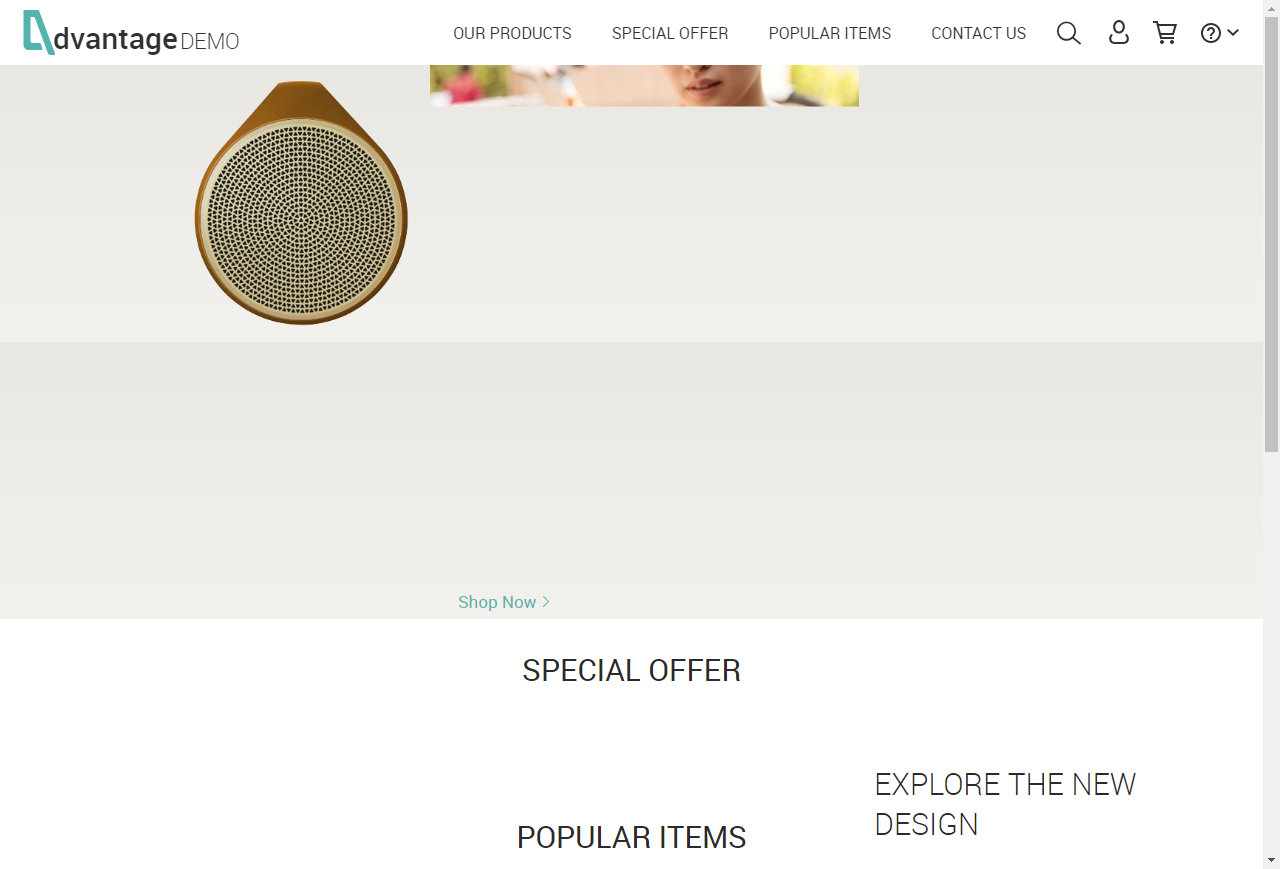 dvantage DEMO
OUR PRODUCTS
SPECIAL OFFER
POPULAR ITEMS
CONTACT US
Shop Now
SPECIAL OFFER
EXPLORE THE NEW
DESIGN
POPULAR ITEMS